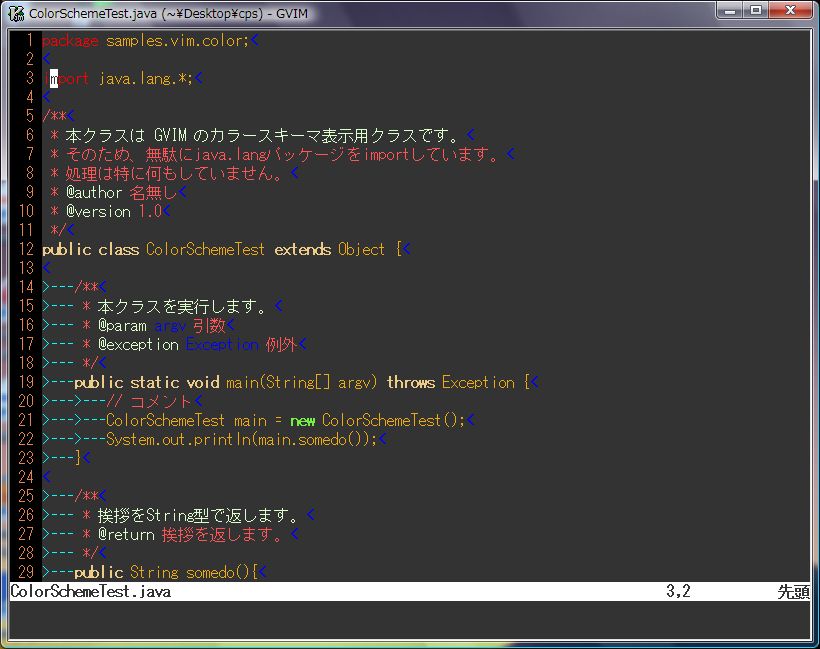 ColorSchemeTest.java (~¥Desktop¥cps) - GVIM
1 package samples.vim.color;<
2 <
3 import java.lang.*;<
4 <
5 /**<
6  * 本クラスは GVIM のカラースキーマ表示用クラスです。<
7  * そのため、無駄にjava.langパッケージをimportしています。<
8  * 処理は特に何もしていません。<
9  * @author 名無し<
10  * @version 1.0<
11  */<
12 public class ColorSchemeTest extends Object {<
13 <
14 >---/**<
15 >--- * 本クラスを実行します。<
16 >--- * @param argv 引数<
17 >--- * @exception Exception 例外<
18 >--- */<
19 >---public static void main(String[] argv) throws Exception {<
20 >--->---// コメント<
21 >--->---ColorSchemeTest main = new ColorSchemeTest();<
22 >--->---System.out.println(main.somedo());<
23 >---}<
24 <
25 >---/**<
26 >--- * 挨拶をString型で返します。<
27 >--- * @return 挨拶を返します。<
28 >--- */<
29 >---public String somedo(){<
ColorSchemeTest.java 3,2 先頭